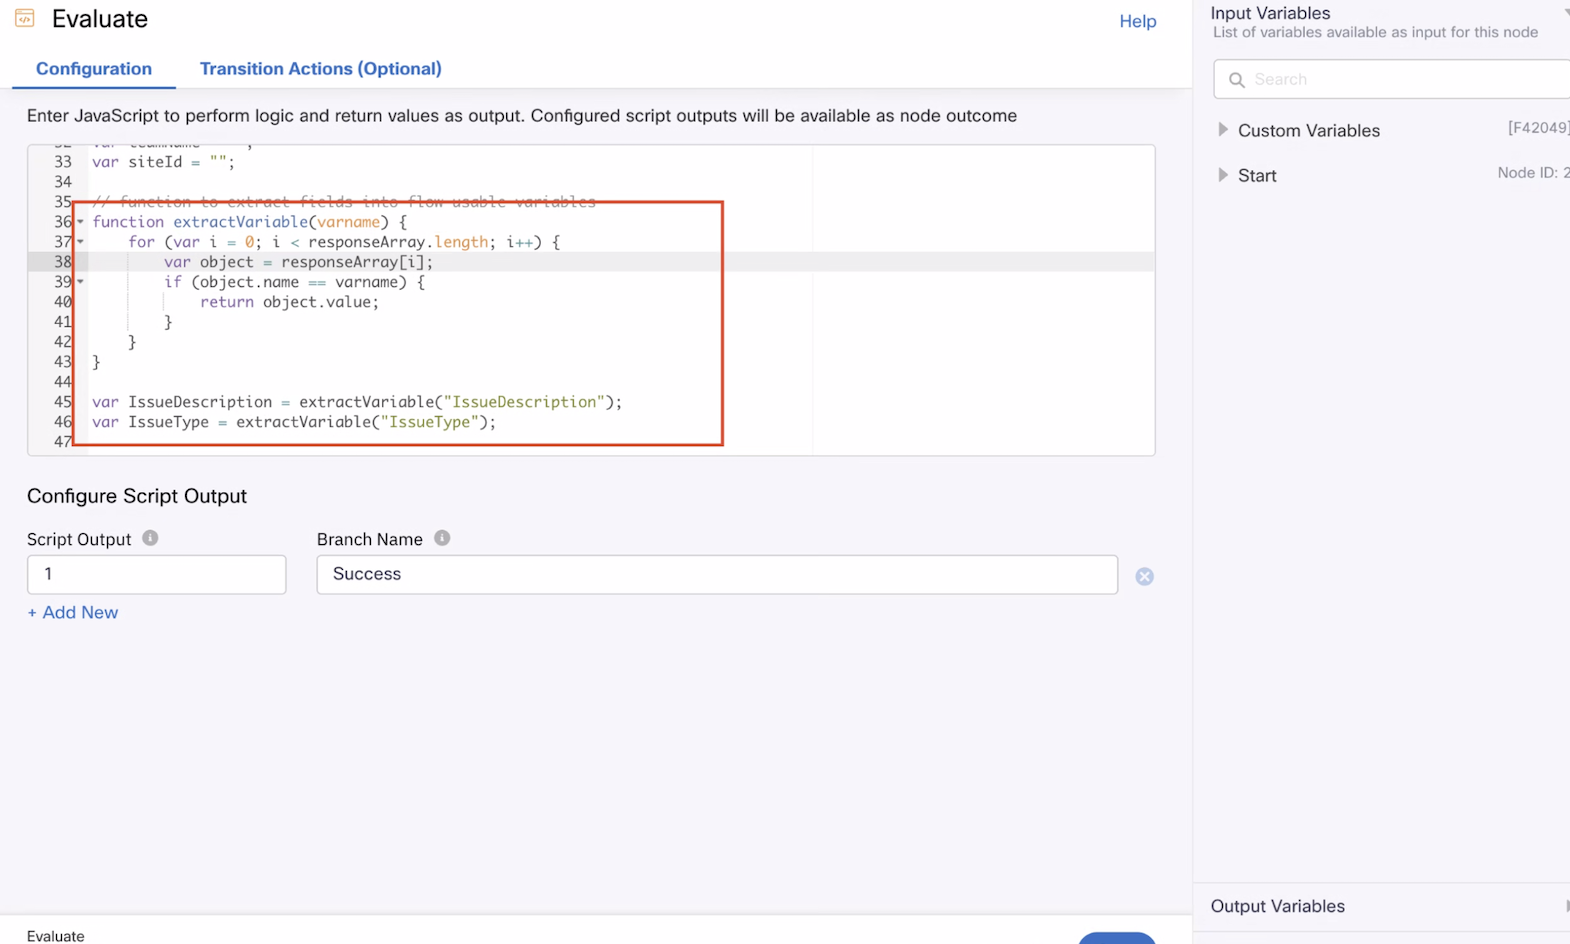 Evaluate
Help
Configuration
Transition Actions (Optional)
Enter JavaScript to perform logic and return values as output. Configured script outputs will be available as node outcome
33 var siteId = "";
34
35 // function to extract fields into flow usable variables
36 function extractVariable(varname) {
37 for (var i = 0; i < responseArray.length; i++) {
38 var object = responseArray[i];
39 if (object.name == varname) {
40 return object.value;
41 }
42 }
43 }
44
45 var IssueDescription = extractVariable("IssueDescription");
46 var IssueType = extractVariable("IssueType");
47
Configure Script Output
Script Output
Branch Name
1
Success
+ Add New
Evaluate
Input Variables
List of variables available as input for this node
Search
Custom Variables
[F42049]
Start
Node ID: 2
Output Variables